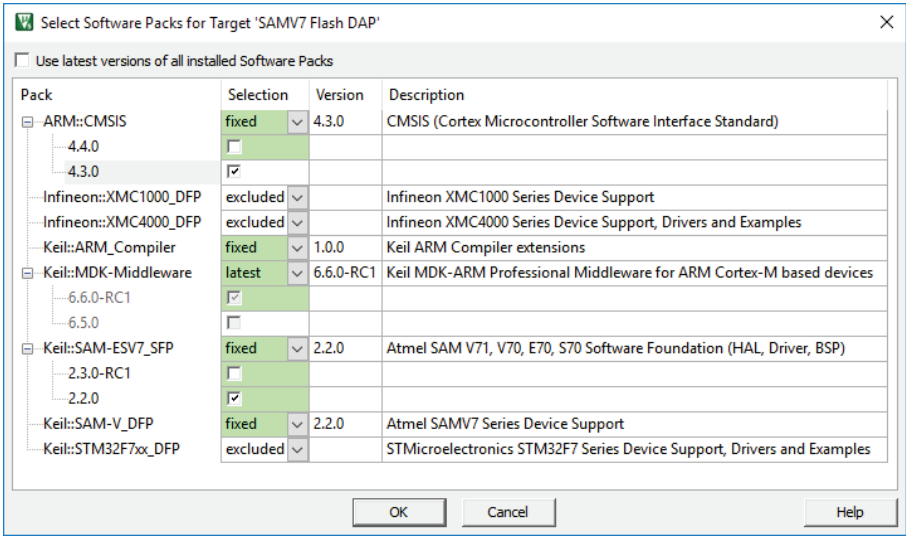 Select Software Packs for Target 'SAMV7 Flash DAP'
Use latest versions of all installed Software Packs
Pack Selection Version Description
ARM::CMSIS fixed 4.3.0 CMSIS (Cortex Microcontroller Software Interface Standard)
4.4.0
4.3.0
Infineon::XMC1000_DFP excluded Infineon XMC1000 Series Device Support
Infineon::XMC4000_DFP excluded Infineon XMC4000 Series Device Support, Drivers and Examples
Keil::ARM_Compiler fixed 1.0.0 Keil ARM Compiler extensions
Keil::MDK-Middleware latest 6.6.0-RC1 Keil MDK-ARM Professional Middleware for ARM Cortex-M based devices
6.6.0-RC1
6.5.0
Keil::SAM-ESV7_SFP fixed 2.2.0 Atmel SAM V71, V70, E70, S70 Software Foundation (HAL, Driver, BSP)
2.3.0-RC1
2.2.0
Keil::SAM-V_DFP fixed 2.2.0 Atmel SAMV7 Series Device Support
Keil::STM32F7xx_DFP excluded STMicroelectronics STM32F7 Series Device Support, Drivers and Examples
OK Cancel Help